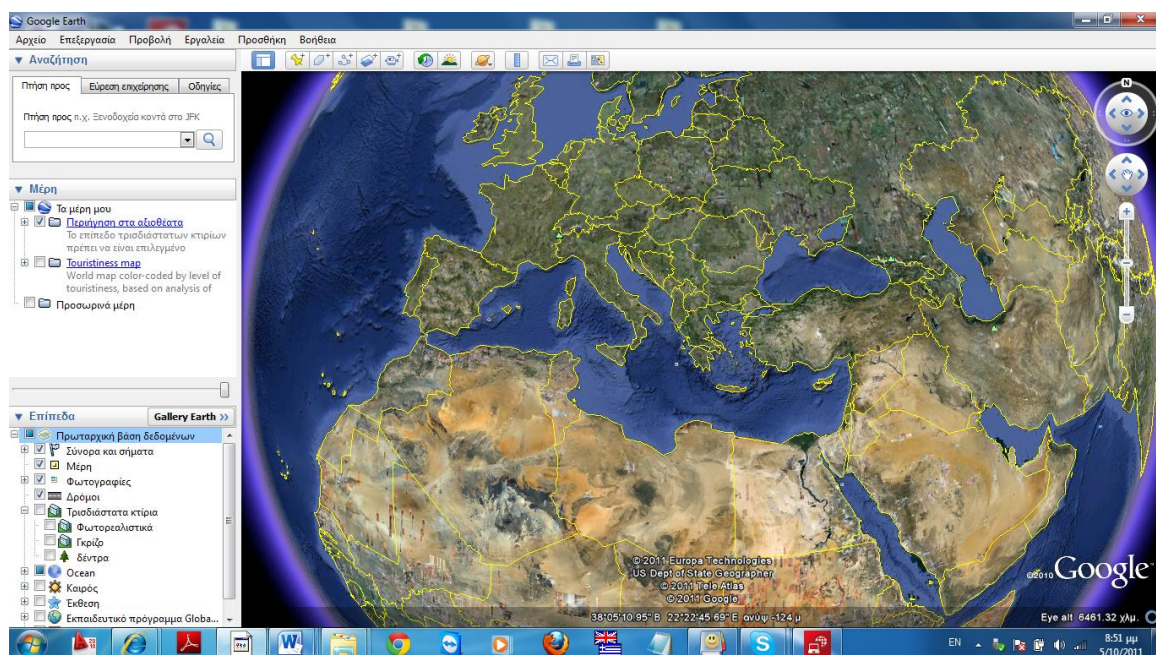 Google Earth
Αρχείο Επεξεργασία Προβολή Εργαλεία Προσθήκη Βοήθεια
Αναζήτηση
Πτήση προς Εύρεση επιχείρησης Οδηγίες
Πτήση προς π.χ. Ξενοδοχεία κοντά στο JFK
Μέρη
Τα μέρη μου
Περιήγηση στα αξιοθέατα
Το επίπεδο τρισδιάστατων κτιρίων
πρέπει να είναι επιλεγμένο
Touristiness map
World map color-coded by level of
touristiness, based on analysis of
Προσωρινά μέρη
Επίπεδα Gallery Earth >>
Πρωταρχική βάση δεδομένων
Σύνορα και σήματα
Μέρη
Φωτογραφίες
Δρόμοι
Τρισδιάστατα κτίρια
Φωτορεαλιστικά
Γκρίζο
δέντρα
Ocean
Καιρός
Έκθεση
Εκπαιδευτικό πρόγραμμα Globa...
N
© 2011 Europa Technologies
US Dept of State Geographer
© 2011 Tele Atlas
© 2011 Google
©2010 Google
38°05'10.95" Β 22°22'45.69" Ε ανύψ -124 μ
Eye alt 6461.32 χλμ.
EN 8:51 μμ
5/10/2011